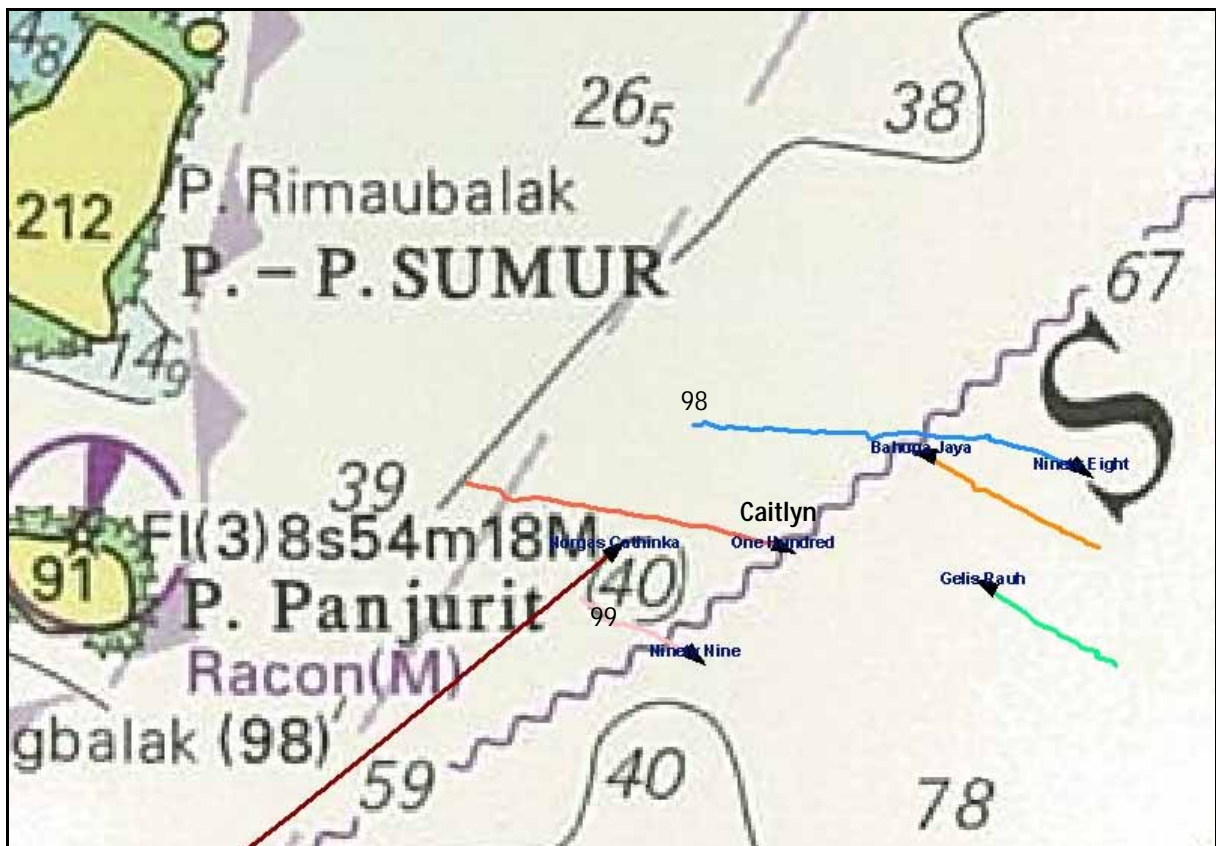 48
26₅
38
P. Rimaubalak
212
P. – P. SUMUR
67
14₉
S
98
Bahuga Jaya
Ninety Eight
39
Caitlyn
Fl(3)8s54m18M
Norgas Cathinka
One Hundred
91
(40)
Gelis Rauh
P. Panjurit
99
Ninety Nine
Racon(M)
gbalak (98)
59
40
78